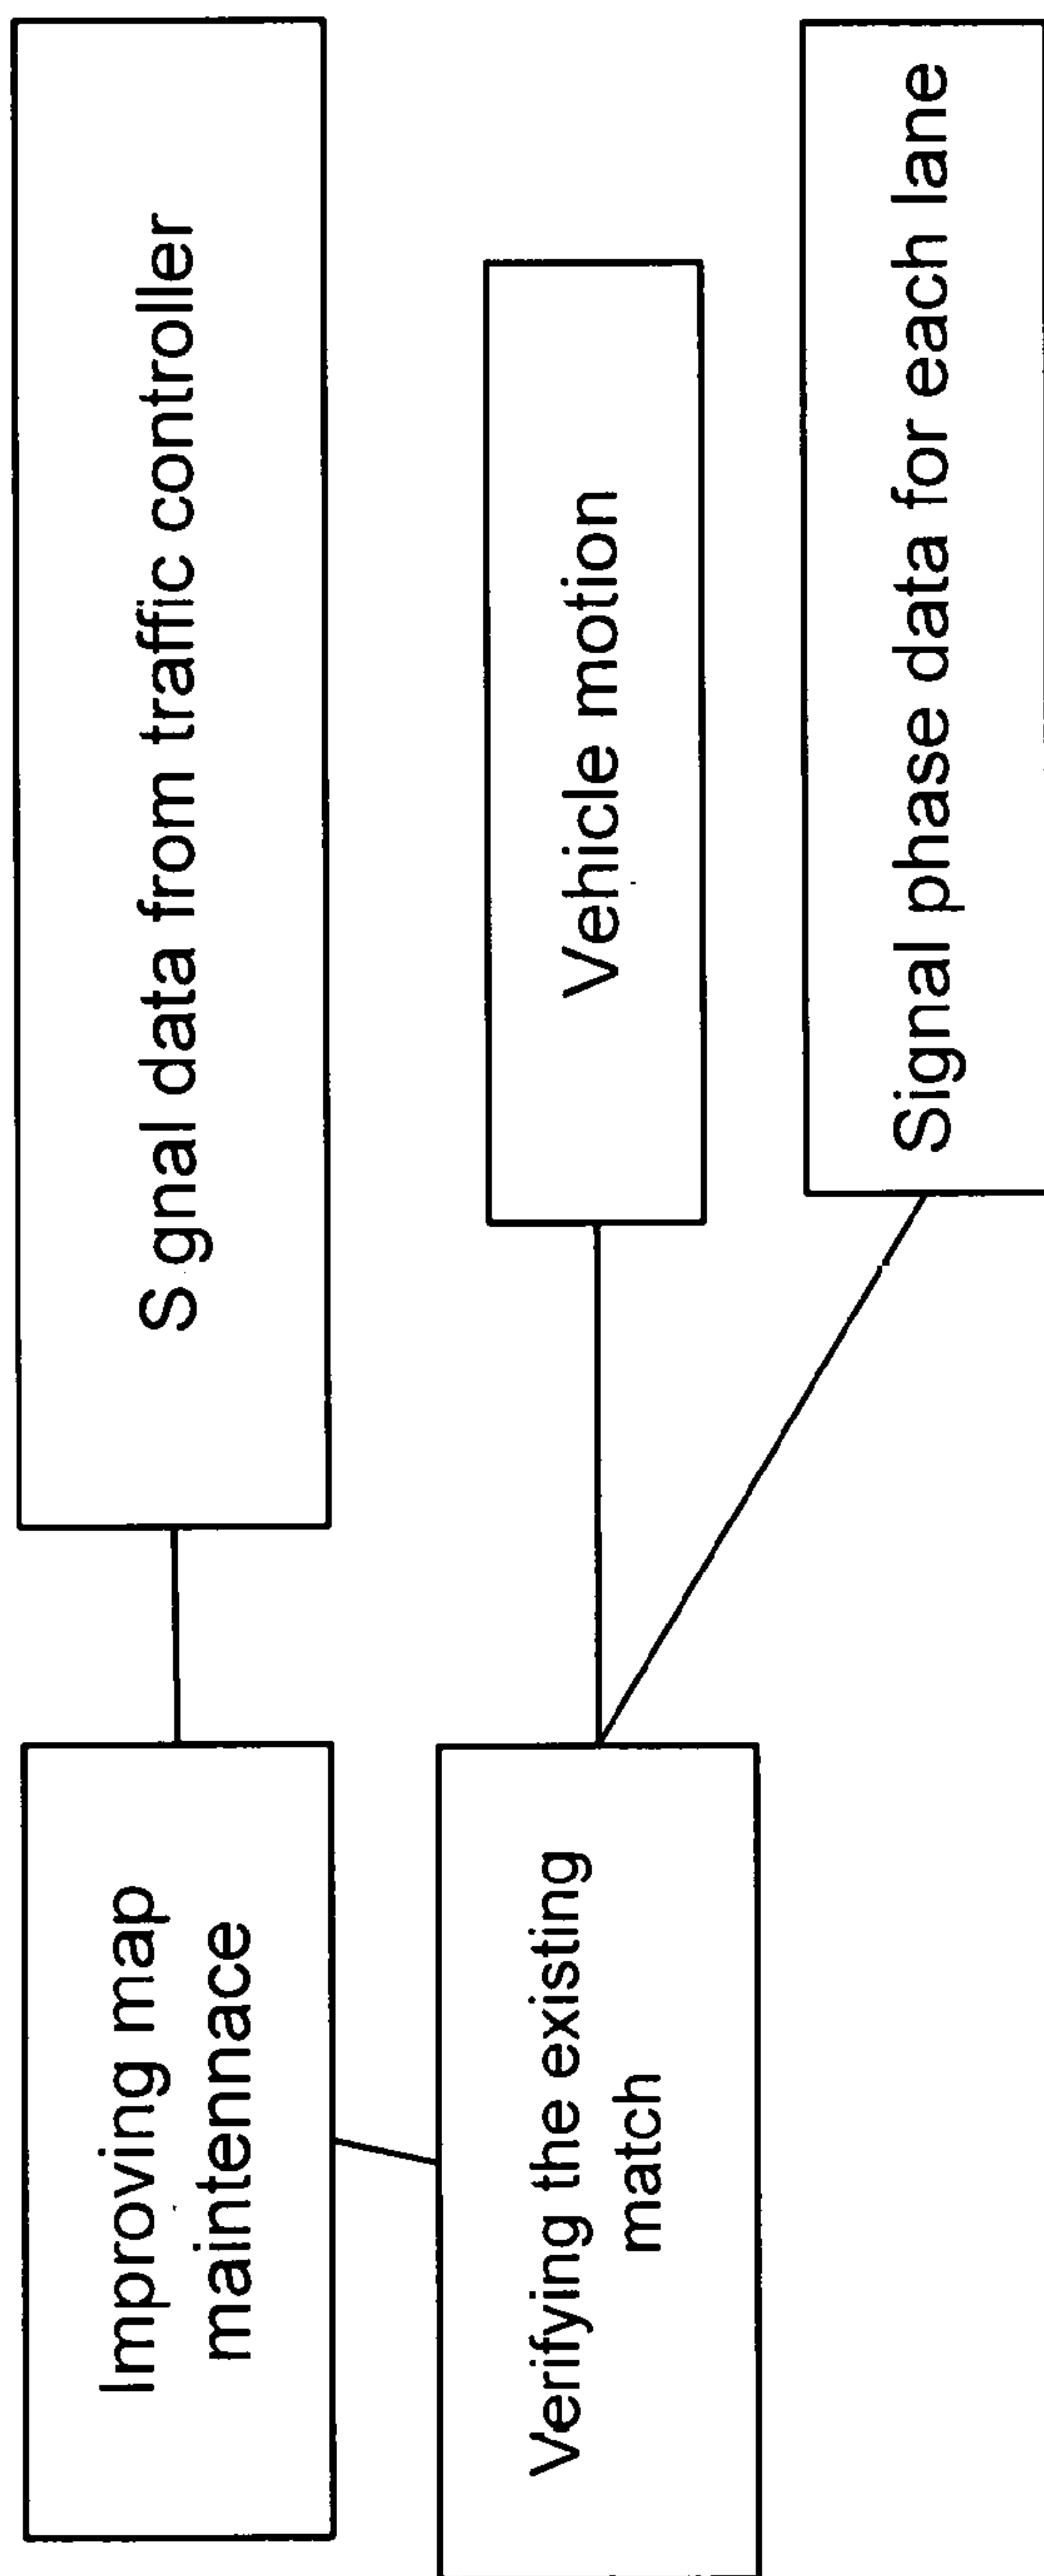 Improving map
maintennace
S gnal data from traffic controller
Verifying the existing
match
Vehicle motion
Signal phase data for each lane